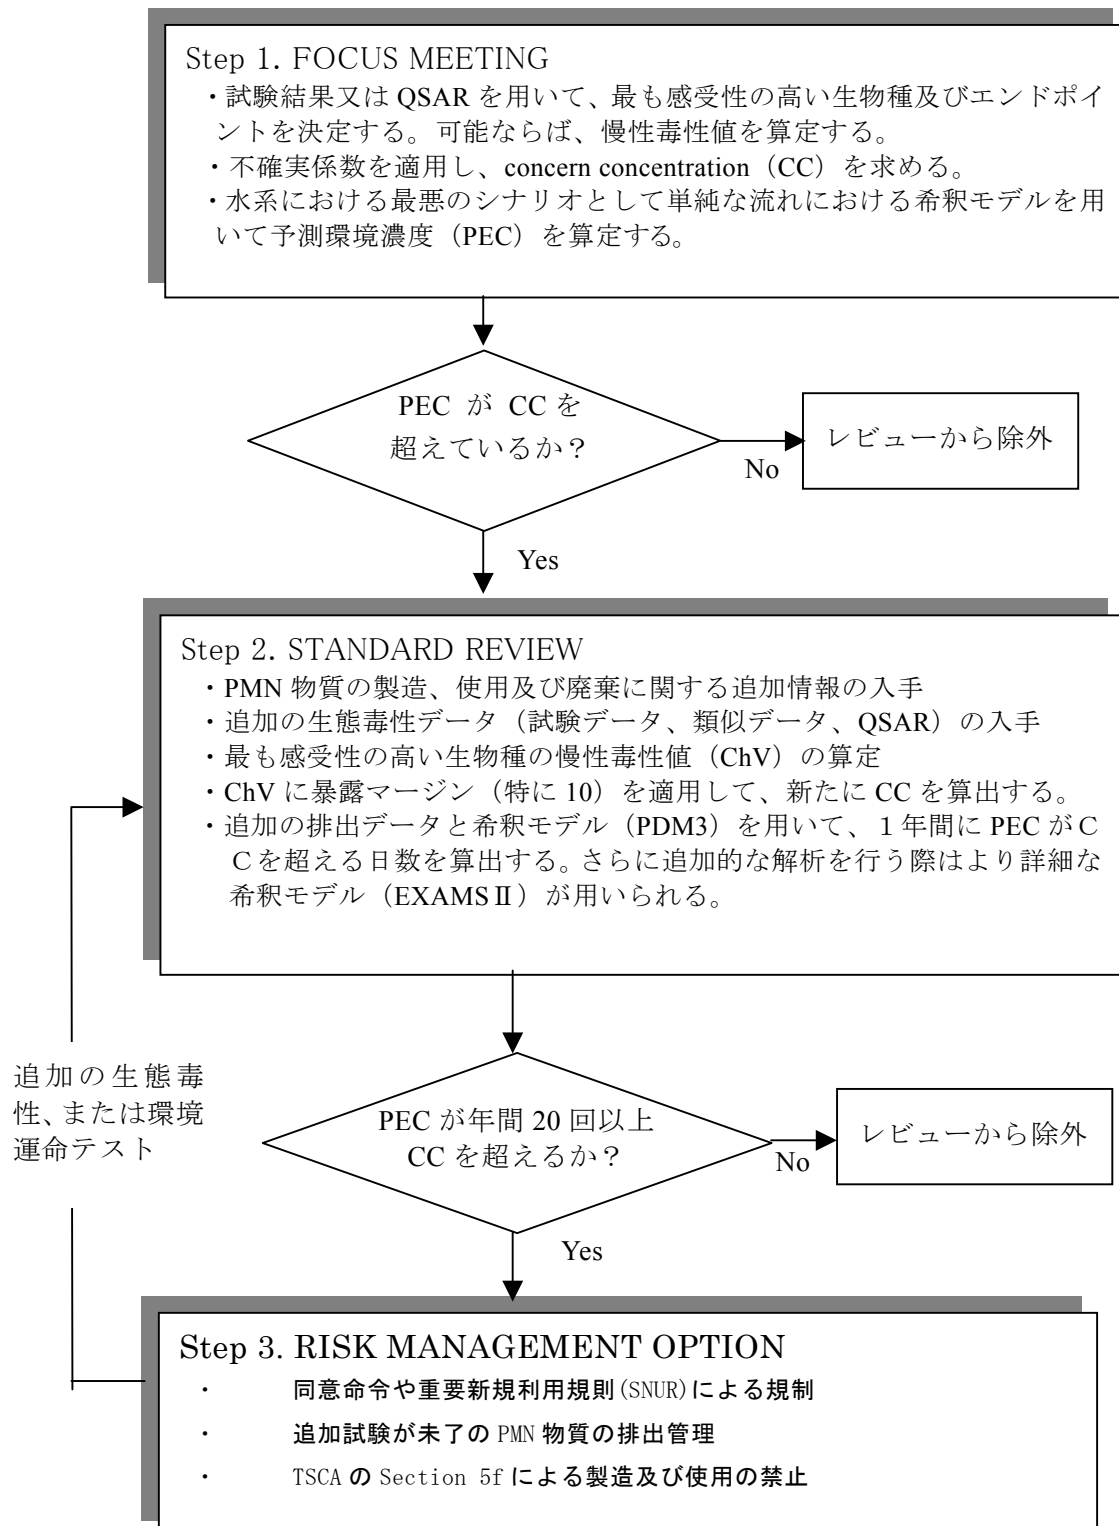 Step 1. FOCUS MEETING
・試験結果又は QSAR を用いて、最も感受性の高い生物種及びエンドポイ
ントを決定する。可能ならば、慢性毒性値を算定する。
・不確実係数を適用し、concern concentration（CC）を求める。
・水系における最悪のシナリオとして単純な流れにおける希釈モデルを用
いて予測環境濃度（PEC）を算定する。
PEC が CC を
超えているか？
No
レビューから除外
Yes
Step 2. STANDARD REVIEW
・PMN 物質の製造、使用及び廃棄に関する追加情報の入手
・追加の生態毒性データ（試験データ、類似データ、QSAR）の入手
・最も感受性の高い生物種の慢性毒性値（ChV）の算定
・ChV に暴露マージン（特に 10）を適用して、新たに CC を算出する。
・追加の排出データと希釈モデル（PDM3）を用いて、１年間に PEC がＣ
Ｃを超える日数を算出する。さらに追加的な解析を行う際はより詳細な
希釈モデル（EXAMSⅡ）が用いられる。
追加の生態毒
性、または環境
運命テスト
PEC が年間 20 回以上
CC を超えるか？
No
レビューから除外
Yes
Step 3. RISK MANAGEMENT OPTION
・ 同意命令や重要新規利用規則(SNUR)による規制
・ 追加試験が未了の PMN 物質の排出管理
・ TSCA の Section 5f による製造及び使用の禁止